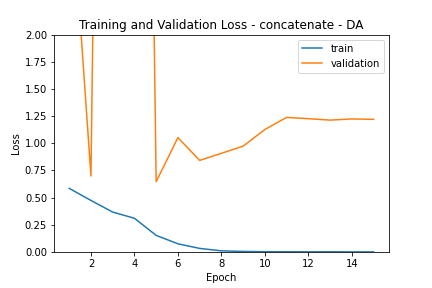 Training and Validation Loss - concatenate - DA
2.00
1.75
1.50
1.25
1.00
0.75
0.50
0.25
0.00
Loss
train
validation
2 4 6 8 10 12 14
Epoch